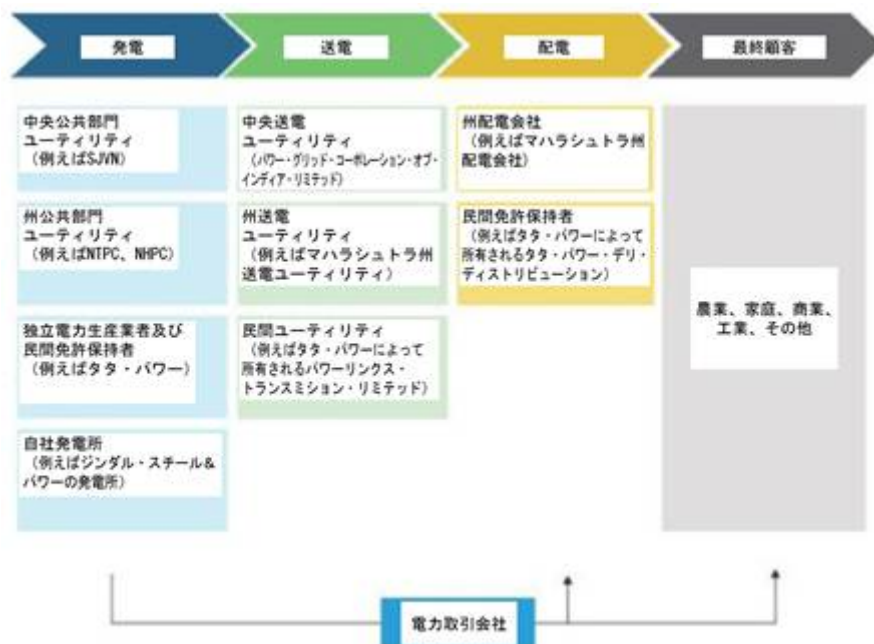 発電
送電
配電
最終顧客
中央公共部門
ユーティリティ
(例えばSJVN)
州公共部門
ユーティリティ
(例えばNTPC、NHPC)
独立電力生産業者及び
民間免許保持者
(例えばタタ・パワー)
自社発電所
(例えばジンダル・スチール&
パワーの発電所)
中央送電
ユーティリティ
(パワー・グリッド・コーポレーション・オブ・
インディア・リミテッド)
州送電
ユーティリティ
(例えばマハラシュトラ州
送電ユーティリティ)
民間ユーティリティ
(例えばタタ・パワーによって
所有されるパワーリンクス・
トランスミション・リミテッド)
州配電会社
(例えばマハラシュトラ州
配電会社)
民間免許保持者
(例えばタタ・パワーによって
所有されるタタ・パワー・デリ・
ディストリビューション)
農業、家庭、商業、
工業、その他
電力取引会社